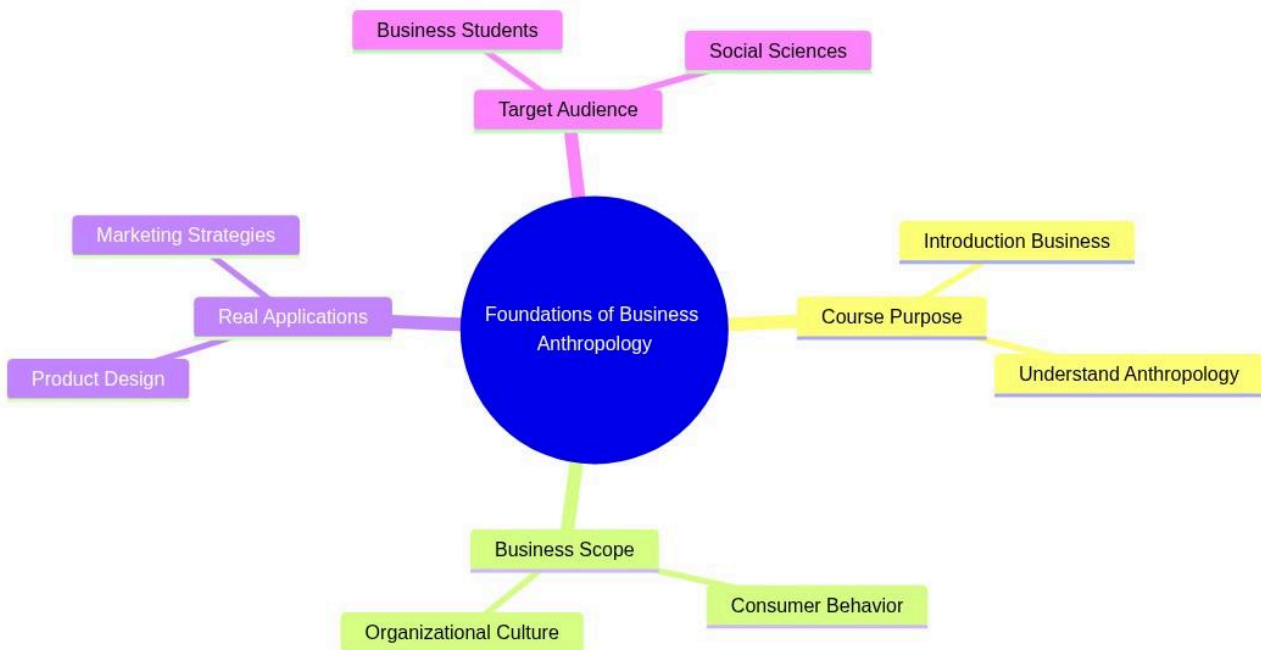 Business Students
Social Sciences
Target Audience
Marketing Strategies
Introduction Business
Real Applications
Foundations of Business
Anthropology
Course Purpose
Product Design
Understand Anthropology
Business Scope
Consumer Behavior
Organizational Culture